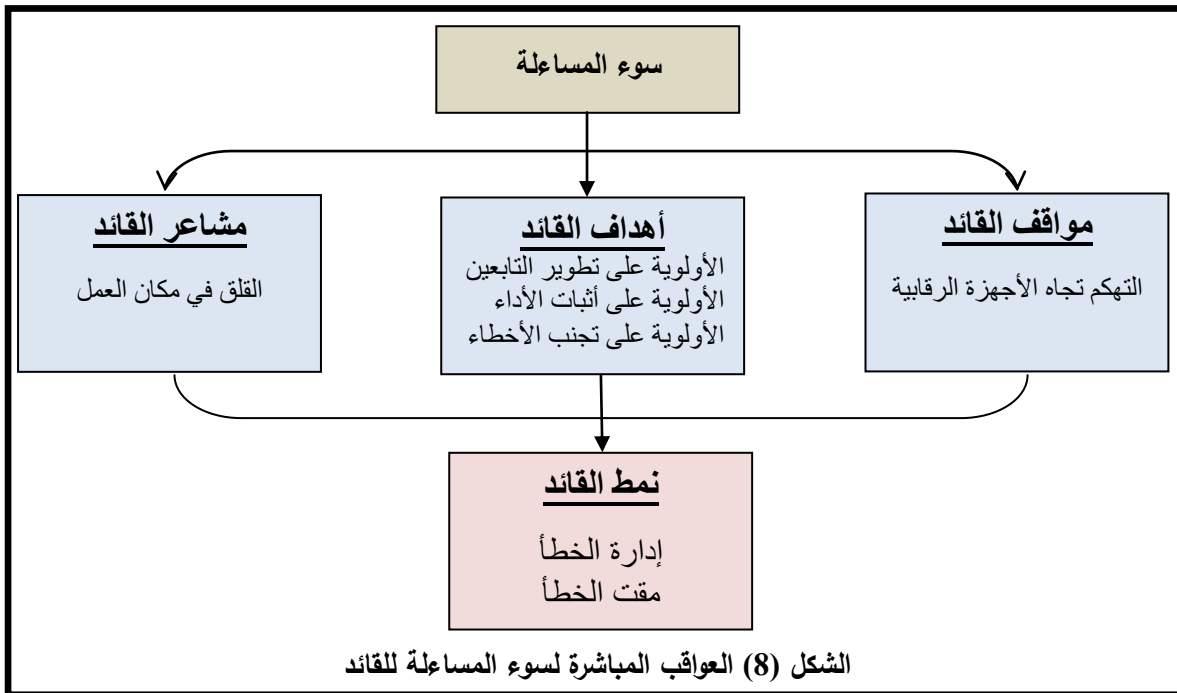 سوء المساءلة
مواقف القائد
التهكم تجاه الأجهزة الرقابية
أهداف القائد
الأولوية على تطوير التابعين
الأولوية على أثبات الأداء
الأولوية على تجنب الأخطاء
مشاعر القائد
القلق في مكان العمل
نمط القائد
إدارة الخطأ
مقت الخطأ
الشكل (8) العواقب المباشرة لسوء المساءلة للقائد